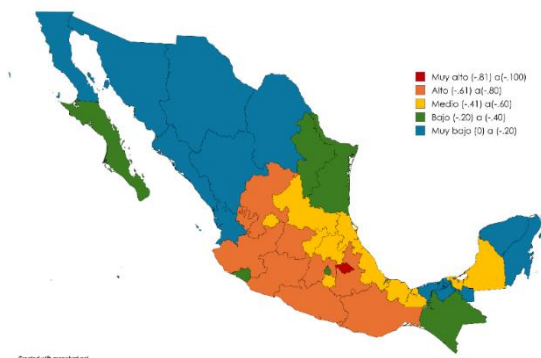 Muy alto (-.81) a(-.100)
Alto (-.61) a(-.80)
Medio (-.41) a(-.60)
Bajo (-.20) a (-.40)
Muy bajo (0) a (-.20)